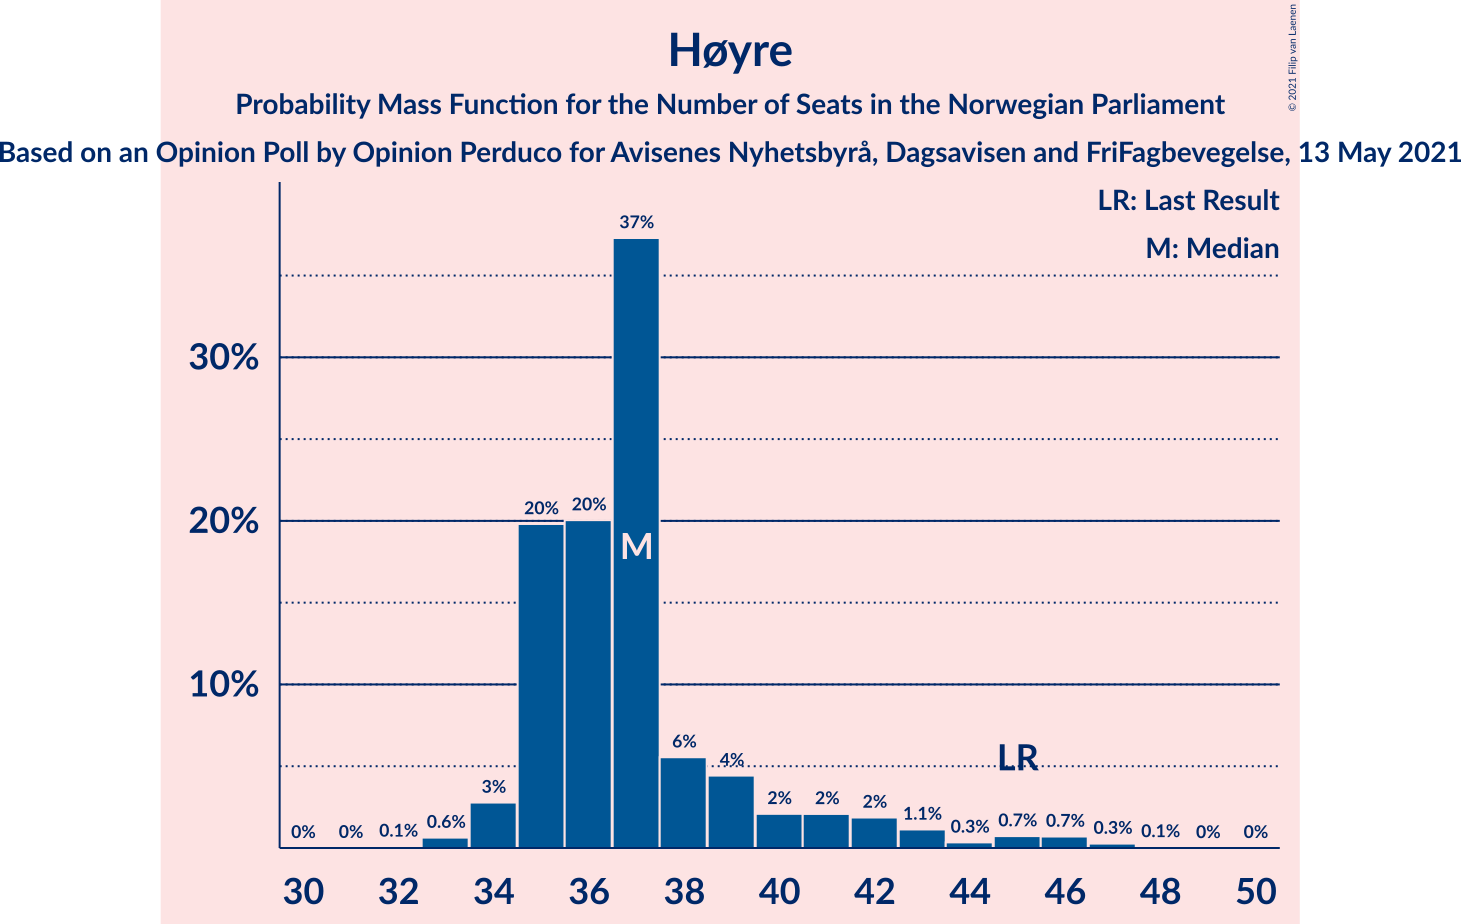 Høyre
Probability Mass Function for the Number of Seats in the Norwegian Parliament
Based on an Opinion Poll by Opinion Perduco for Avisenes Nyhetsbyrå, Dagsavisen and FriFagbevegelse, 13 May 2021
© 2021 Filip van Laenen
LR: Last Result
M: Median
37%
30%
20%
20%
20%
M
10%
LR
6%
4%
3%
2%
2%
2%
1.1%
0%
0%
0.1%
0.6%
0.3%
0.7%
0.7%
0.3%
0.1%
0%
0%
30 32 34 36 38 40 42 44 46 48 50